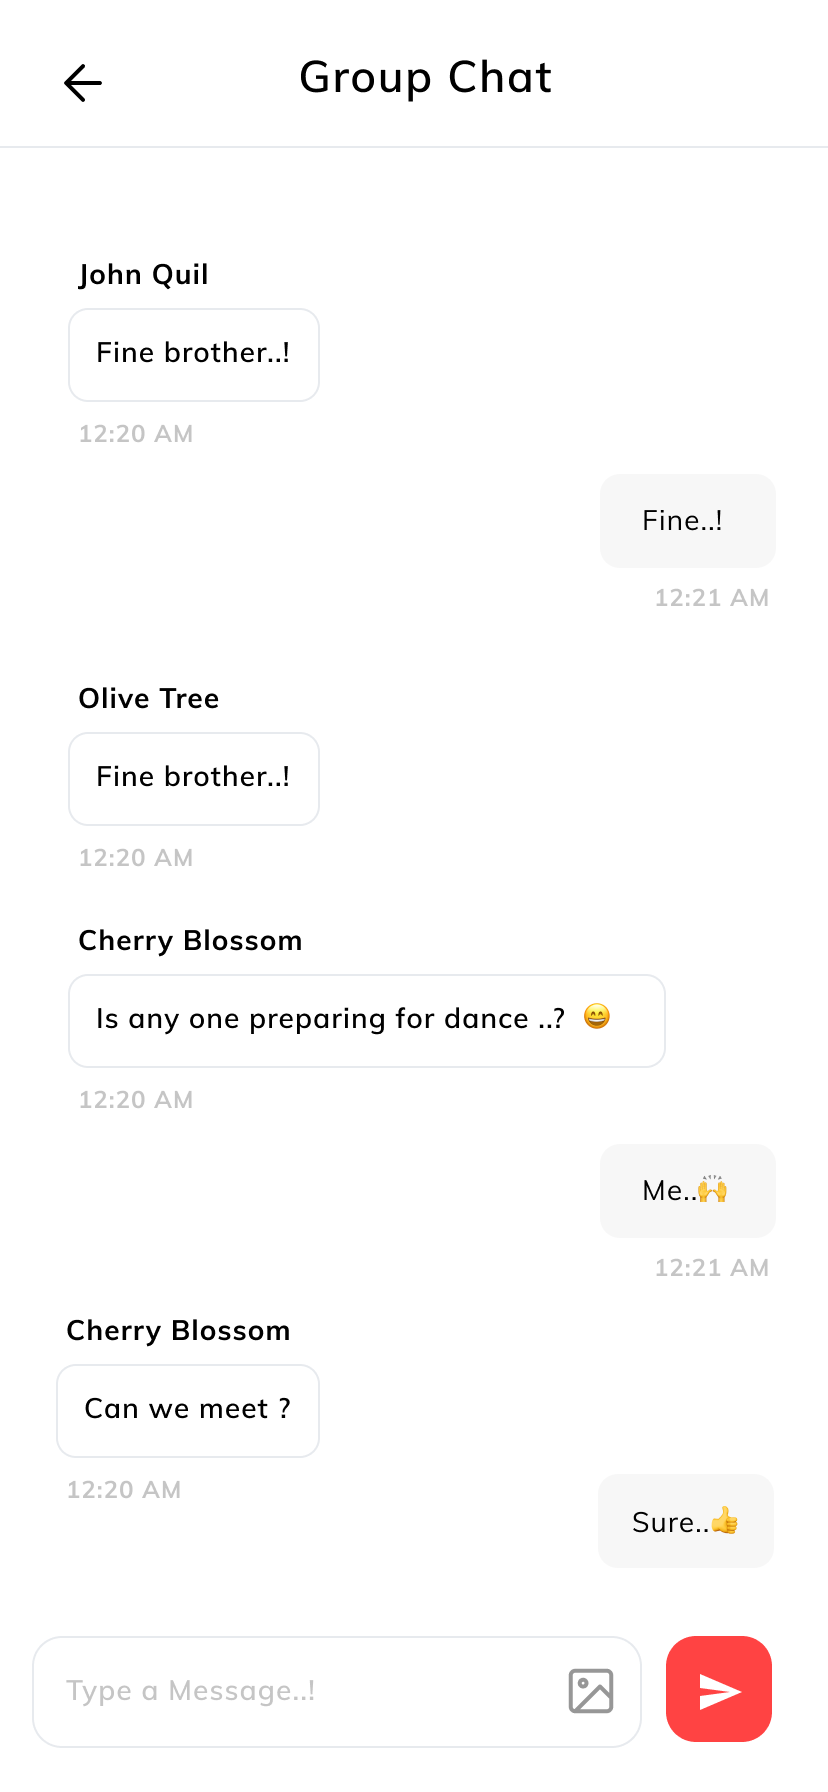 Group Chat
John Quil
Fine brother..!
12:20 AM
Fine..!
12:21 AM
Olive Tree
Fine brother..!
12:20 AM
Cherry Blossom
Is any one preparing for dance ..? 😄
12:20 AM
Me..🙌
12:21 AM
Cherry Blossom
Can we meet ?
12:20 AM
Sure..👍
Type a Message..!